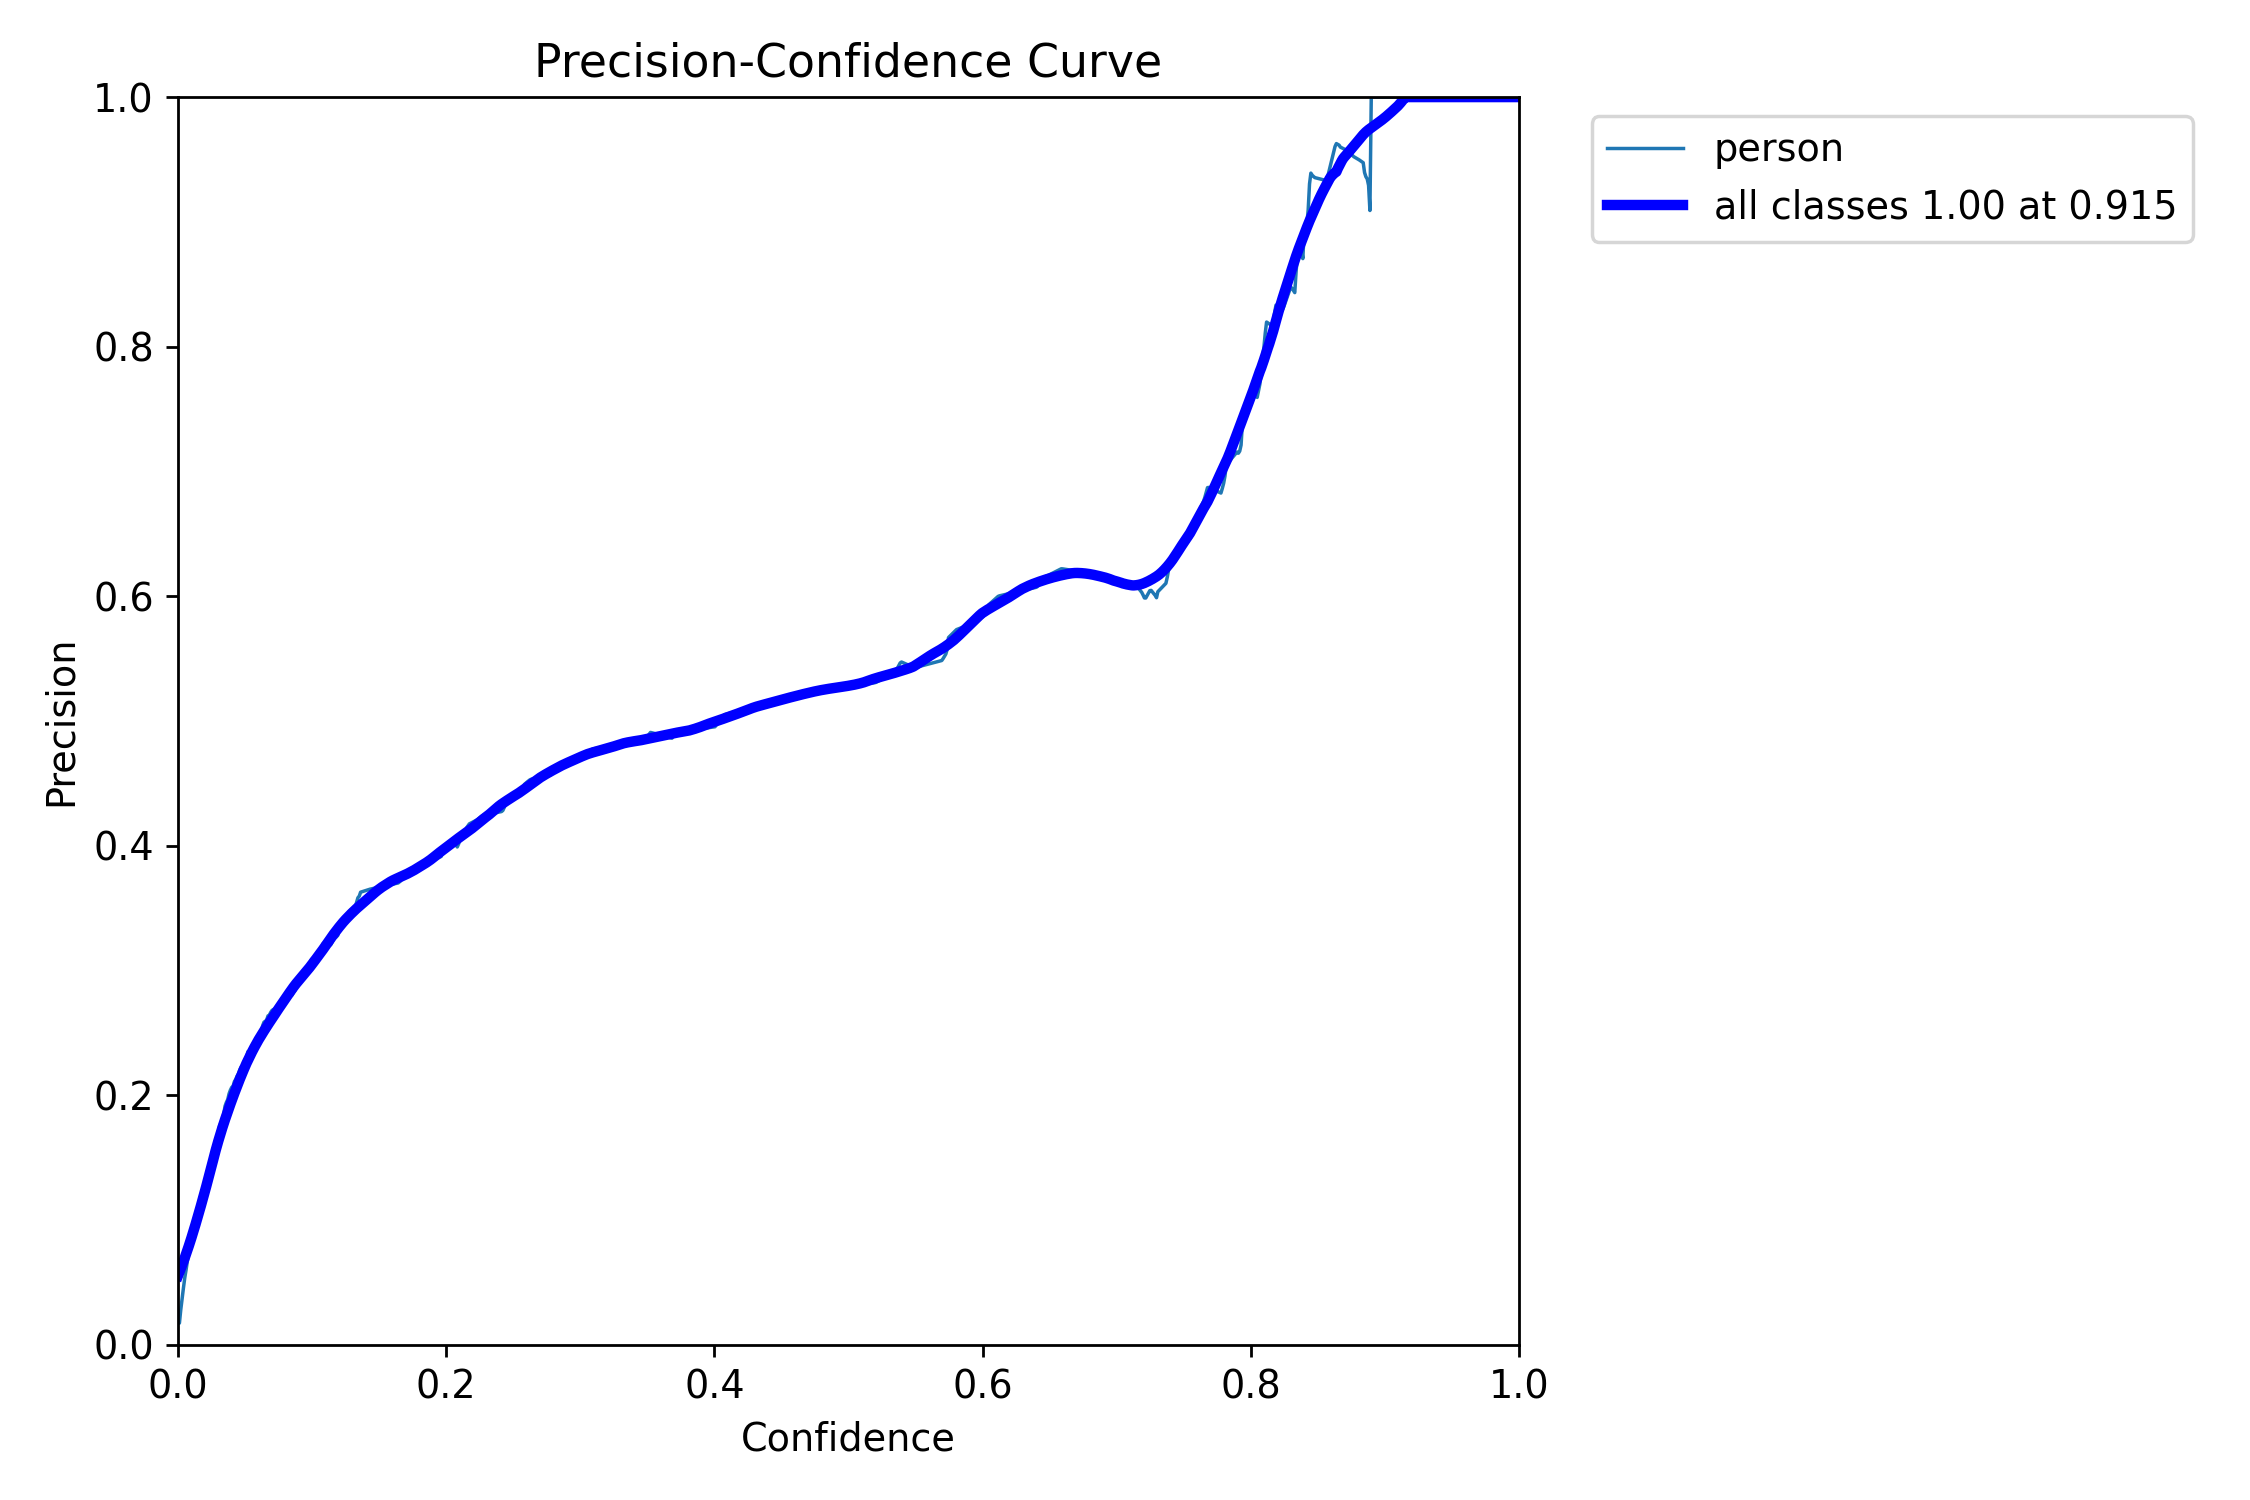 Precision-Confidence Curve
1.0
0.8
0.6
0.4
0.2
0.0
Precision
0.0 0.2 0.4 0.6 0.8 1.0
Confidence
person
all classes 1.00 at 0.915